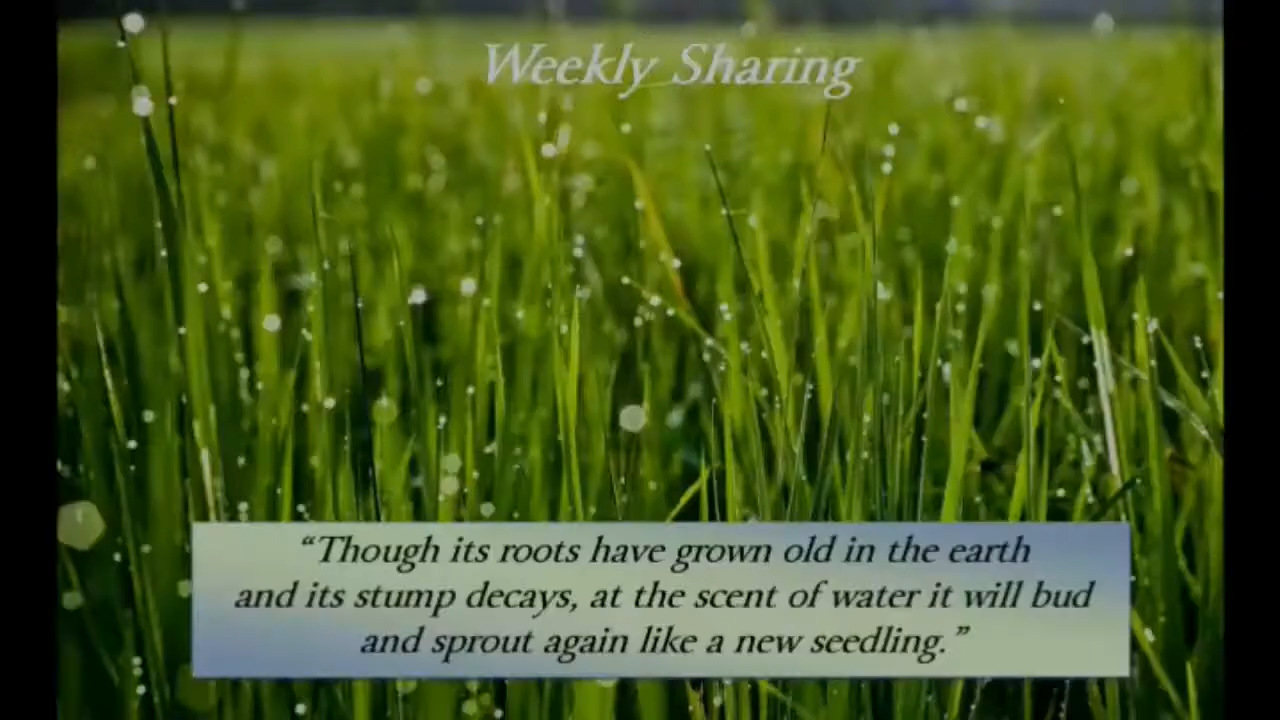 Weekly Sharing
“Though its roots have grown old in the earth
and its stump decays, at the scent of water it will bud
and sprout again like a new seedling.”